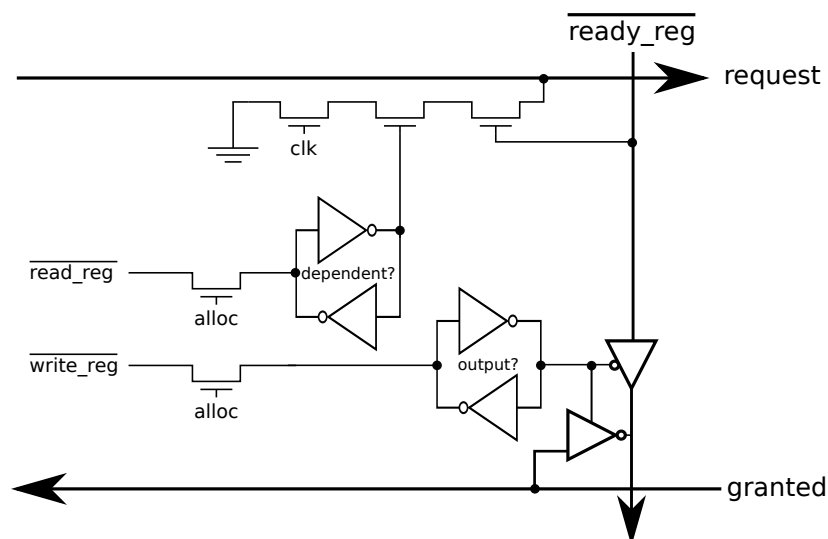 ready_reg
request
clk
read_reg
dependent?
alloc
write_reg
output?
alloc
granted